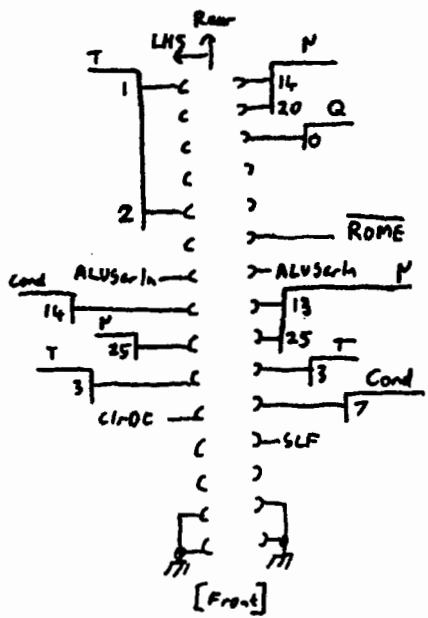 Rear
LHS
T N
1 14
20
Q
0
2
ROME
ALUSerIn ALUSerIn
Cond N
14 13
N
25 25
T T
3 3
Cond
ClrOC 7
SLF
[Front]